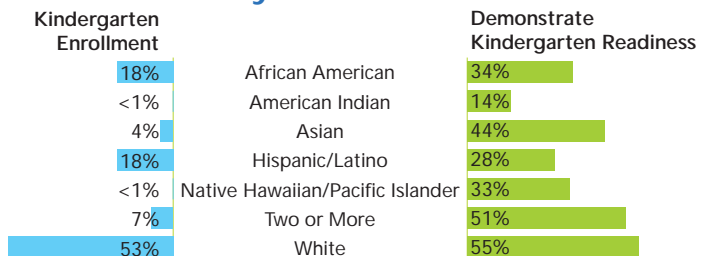 Kindergarten
Enrollment
Demonstrate
Kindergarten Readiness
18% African American 34%
<1% American Indian 14%
4% Asian 44%
18% Hispanic/Latino 28%
<1% Native Hawaiian/Pacific Islander 33%
7% Two or More 51%
53% White 55%